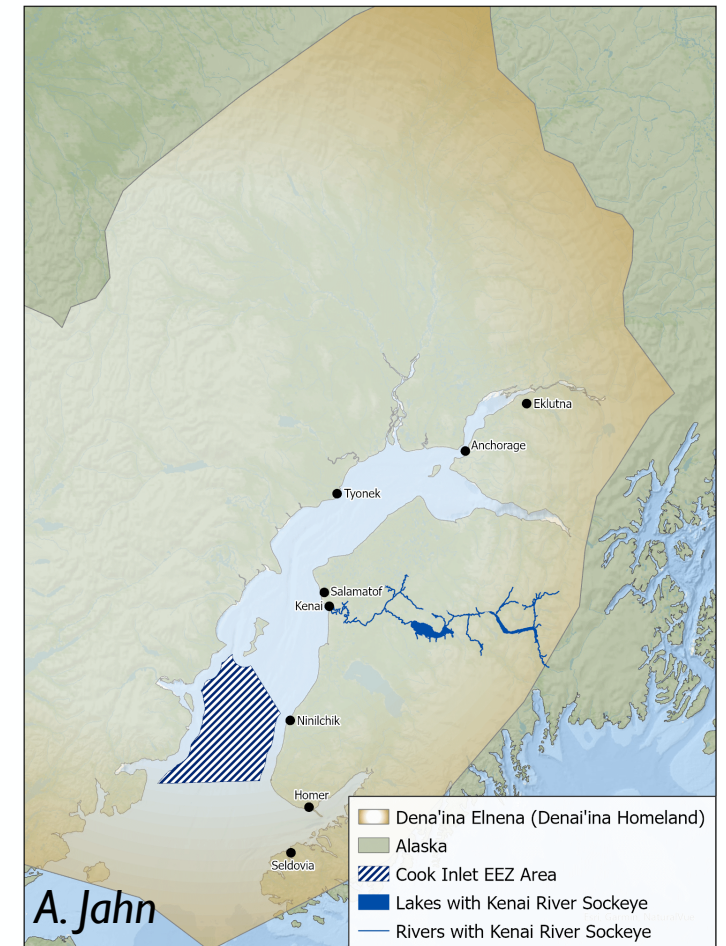 Eklutna
Anchorage
Tyonek
Salamatof
Kenai
Ninilchik
Homer
Seldovia
Dena'ina Elnena (Denai'ina Homeland)
Alaska
Cook Inlet EEZ Area
Lakes with Kenai River Sockeye
Rivers with Kenai River Sockeye
A. Jahn